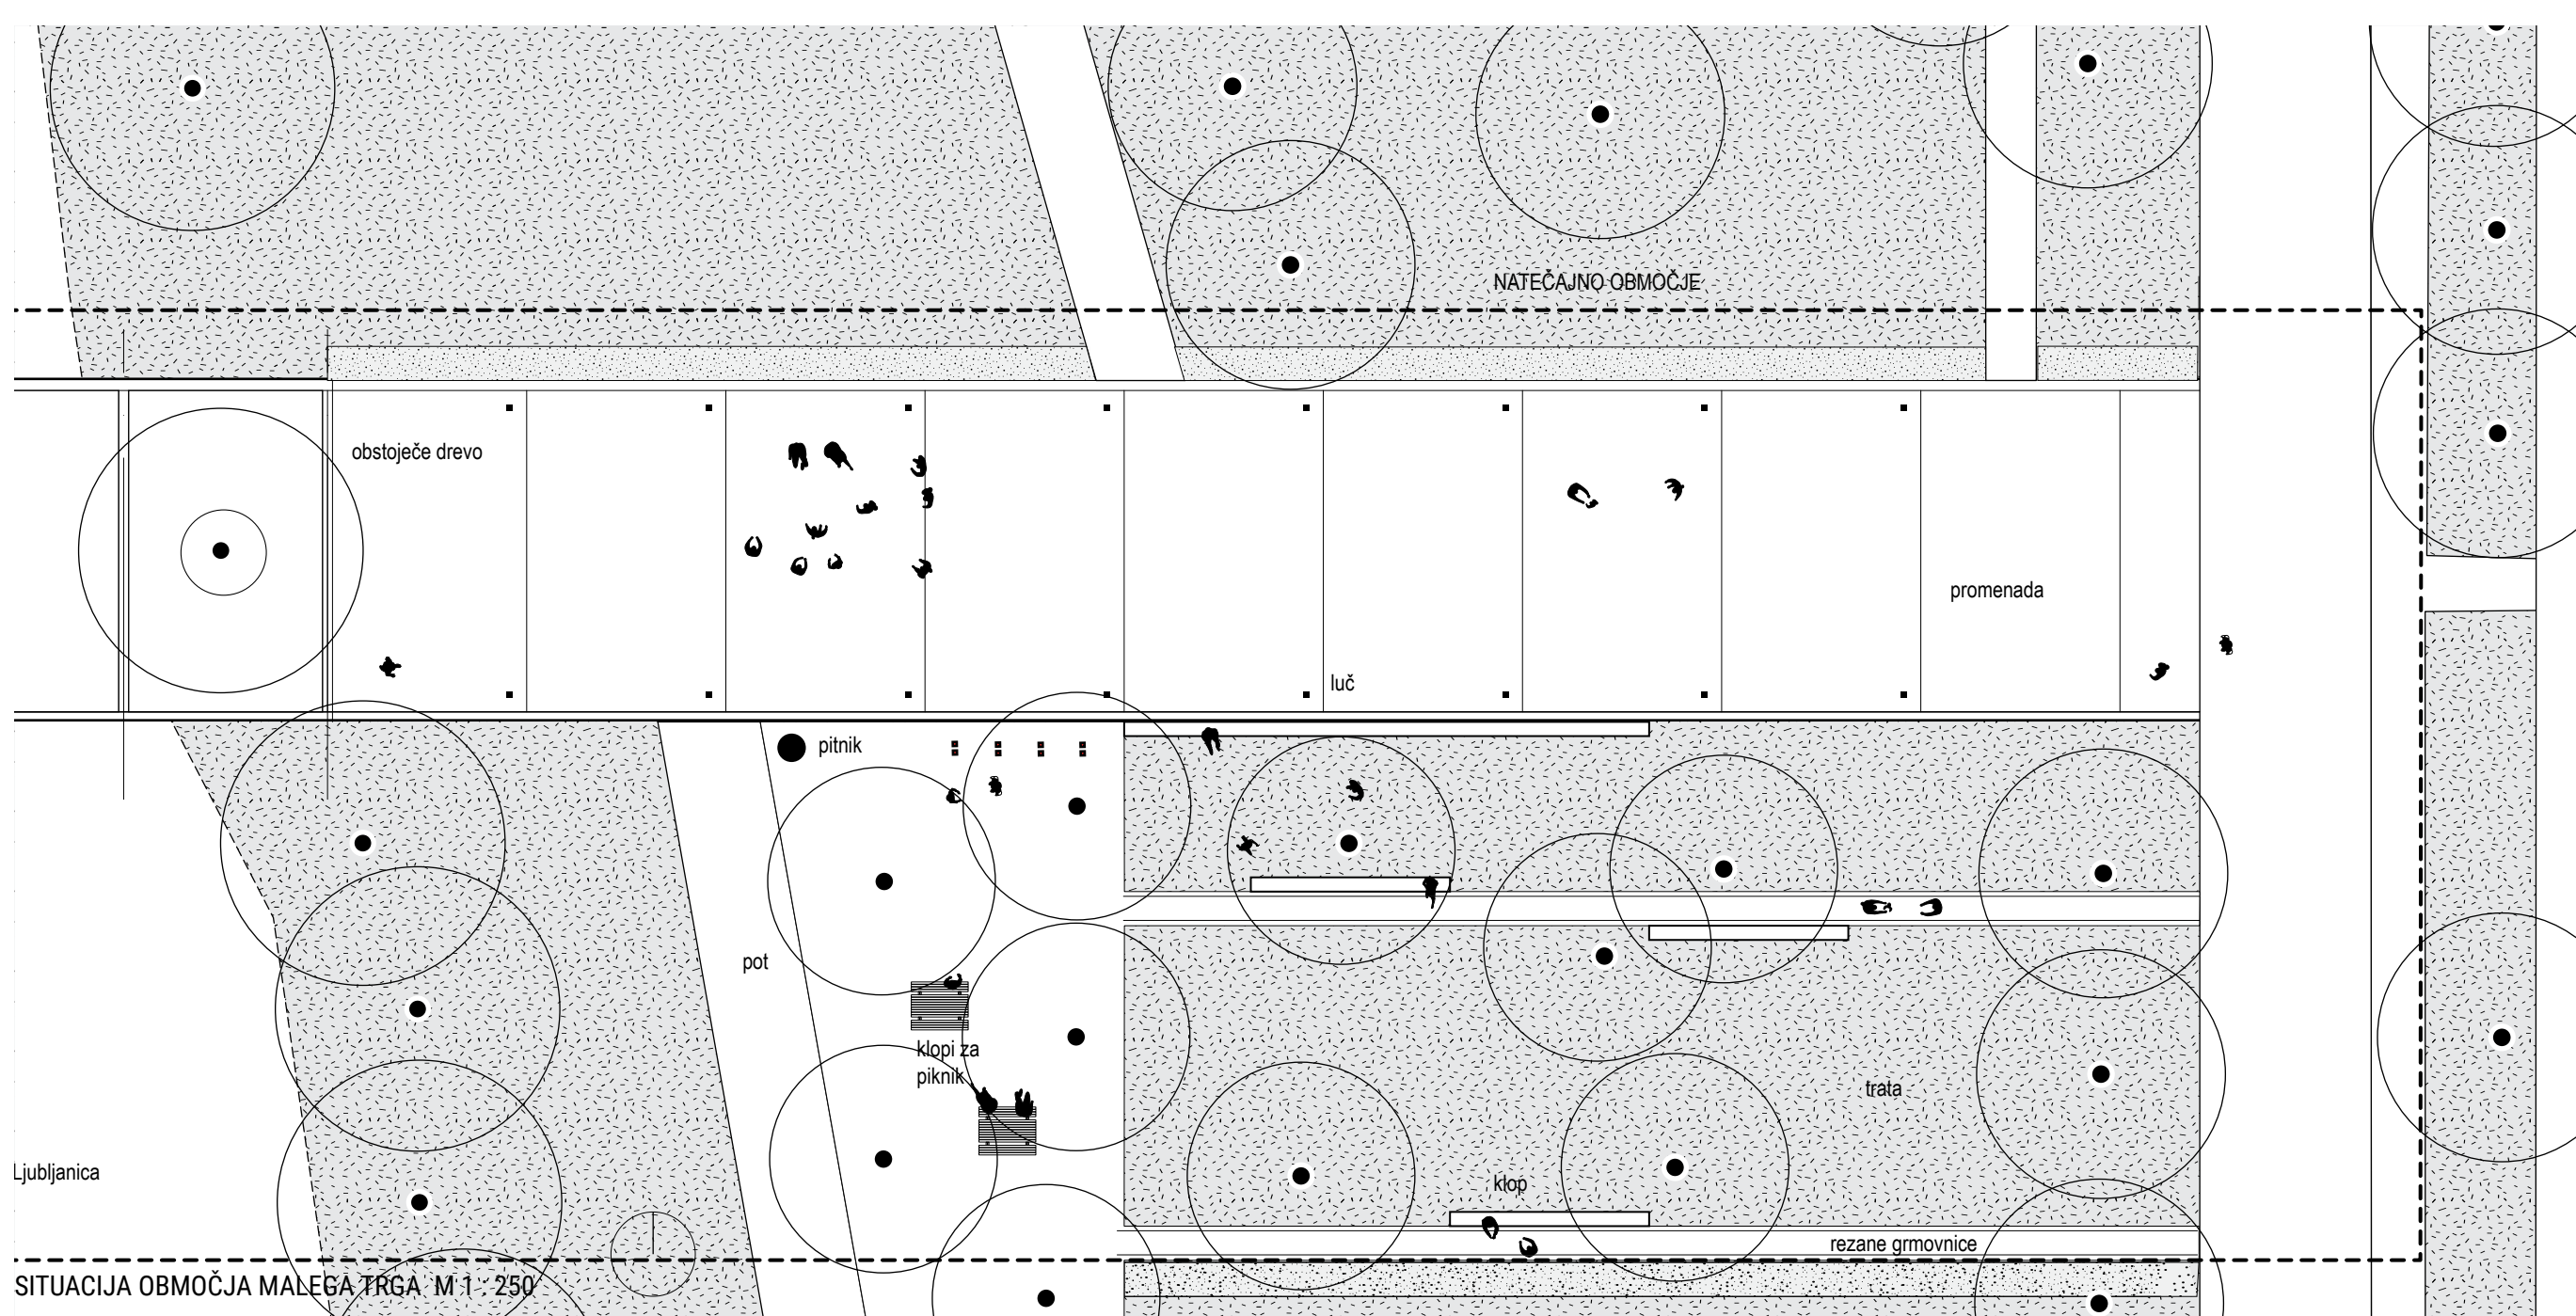 NATEČAJNO OBMOČJE
obstoječe drevo
promenada
luč
pitnik
pot
klopi za
piknik
trata
Ljubljanica
klop
rezane grmovnice
SITUACIJA OBMOČJA MALEGA TRGA M 1 : 250